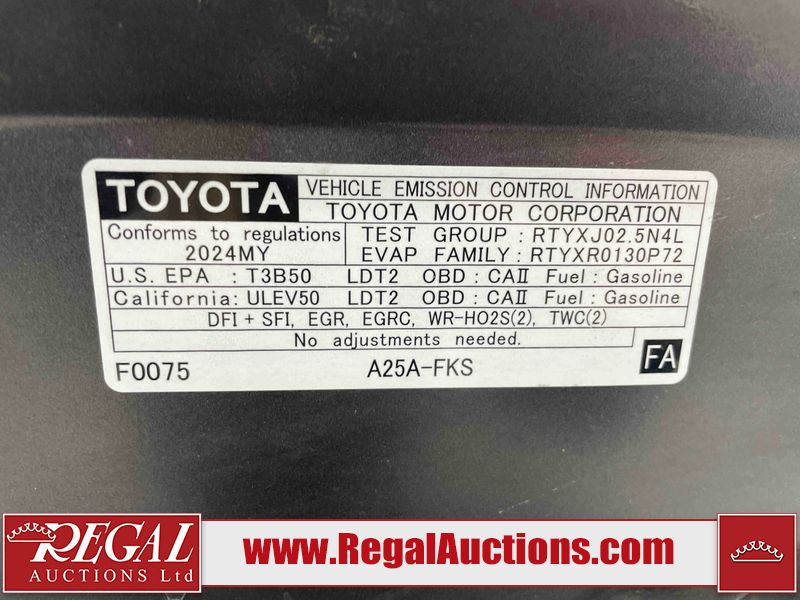 TOYOTA VEHICLE EMISSION CONTROL INFORMATION
TOYOTA MOTOR CORPORATION
Conforms to regulations TEST GROUP : RTYXJ02.5N4L
2024MY EVAP FAMILY: RTYXR0130P72
U.S. EPA : T3B50 LDT2 OBD : CAII Fuel : Gasoline
California: ULEV50 LDT2 OBD : CAII Fuel : Gasoline
DFI + SFI, EGR, EGRC, WR-HO2S(2), TWC(2)
No adjustments needed.
F0075 A25A-FKS FA
REGAL
AUCTIONS Ltd
www.RegalAuctions.com